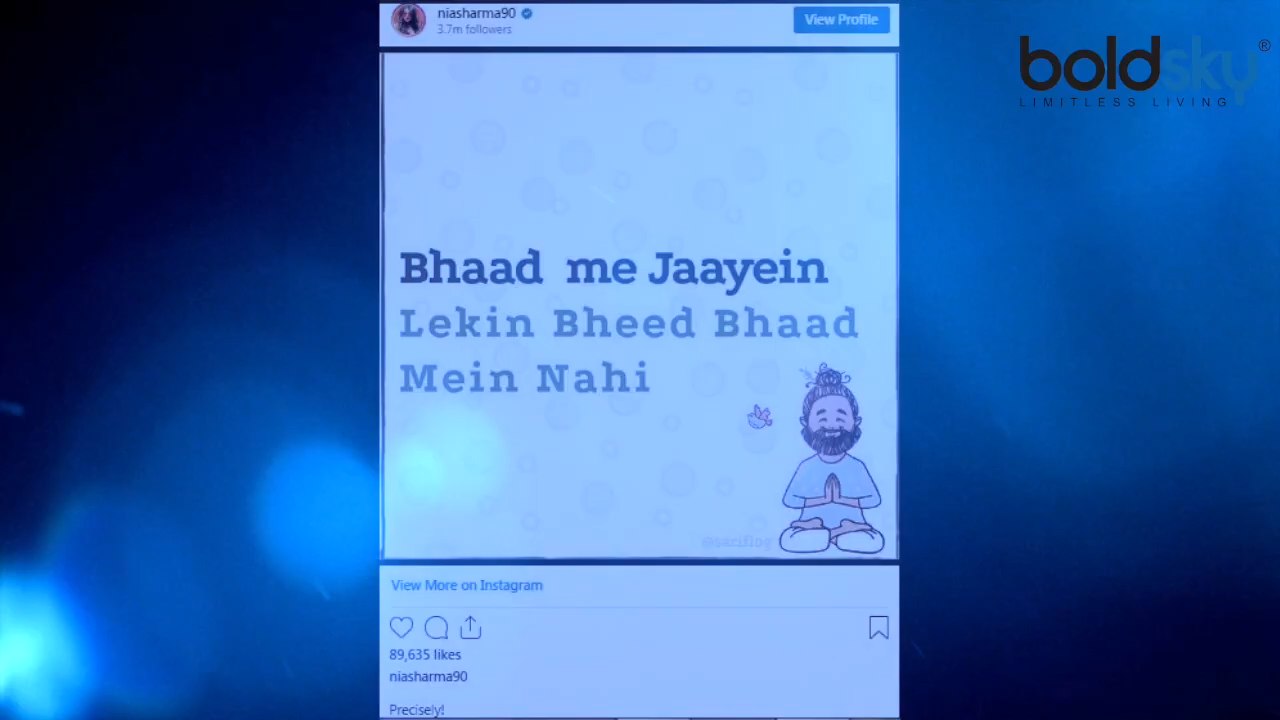 niasharma90
3.7m followers
View Profile
boldsky®
LIMITLESS LIVING
Bhaad me Jaayein
Lekin Bheed Bhaad
Mein Nahi
View More on Instagram
89,635 likes
niasharma90
Precisely!